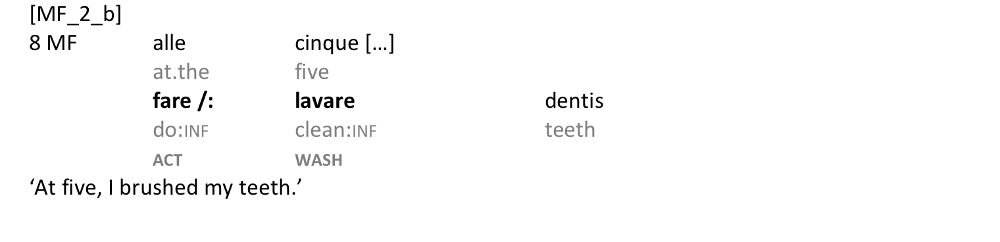 [MF_2_b]
8 MF alle cinque [...]
at.the five
fare /: lavare dentis
do:INF clean:INF teeth
ACT WASH
‘At five, I brushed my teeth.’